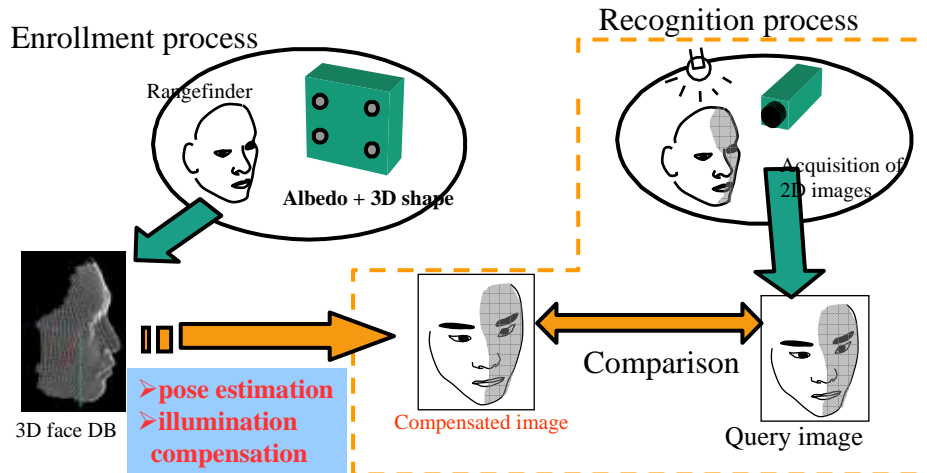 Enrollment process
Recognition process
Rangefinder
Albedo + 3D shape
Acquisition of
2D images
3D face DB
➢pose estimation
➢illumination
compensation
Compensated image
Comparison
Query image